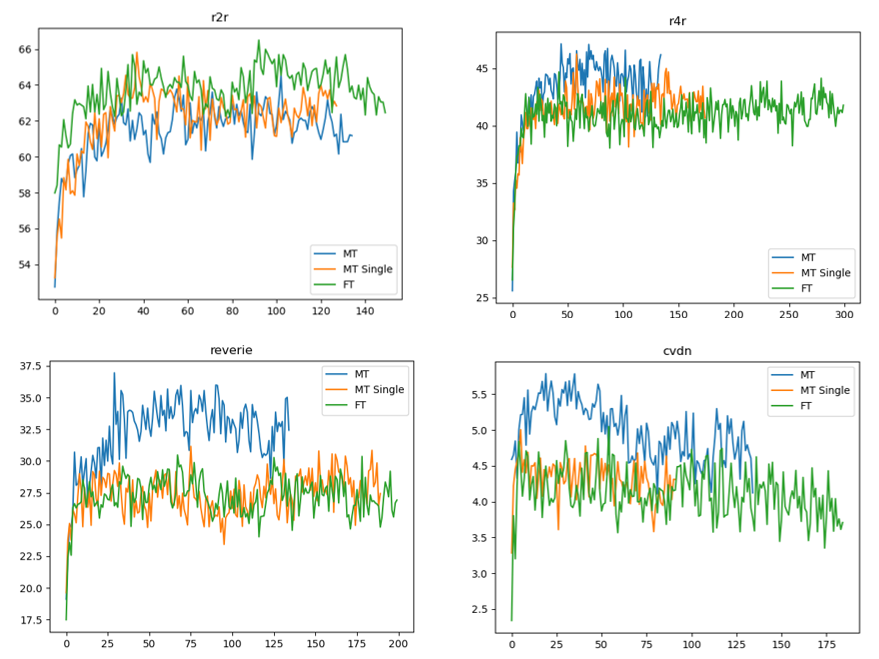 r2r
66
64
62
60
58
56
54
MT
MT Single
FT
0 20 40 60 80 100 120 140
r4r
45
40
35
30
25
MT
MT Single
FT
0 50 100 150 200 250 300
reverie
37.5
35.0
32.5
30.0
27.5
25.0
22.5
20.0
17.5
MT
MT Single
FT
0 25 50 75 100 125 150 175 200
cvdn
5.5
5.0
4.5
4.0
3.5
3.0
2.5
MT
MT Single
FT
0 25 50 75 100 125 150 175